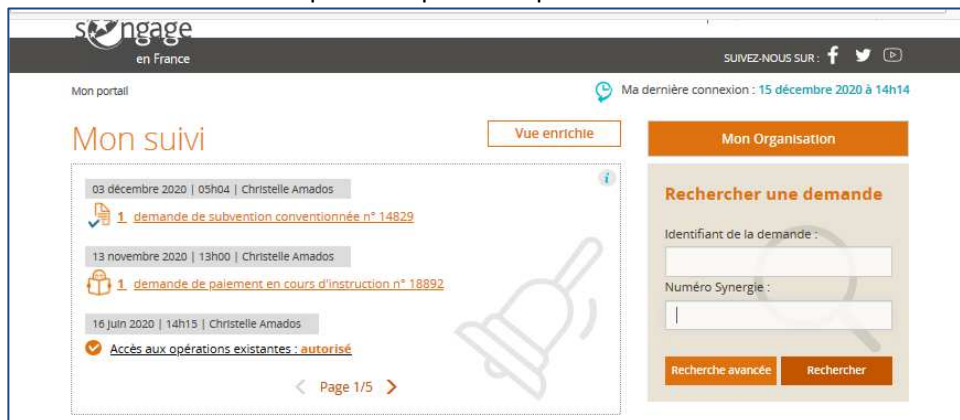 en France
SUIVEZ-NOUS SUR :
Mon portail
Ma dernière connexion : 15 décembre 2020 à 14h14
Mon suivi
Vue enrichie
Mon Organisation
03 décembre 2020 | 05h04 | Christelle Amados
1 demande de subvention conventionnée n° 14829
13 novembre 2020 | 13h00 | Christelle Amados
1 demande de paiement en cours d'instruction n° 18892
16 juin 2020 | 14h15 | Christelle Amados
Accès aux opérations existantes : autorisé
Page 1/5
Rechercher une demande
Identifiant de la demande :
Numéro Synergie :
Recherche avancée
Rechercher